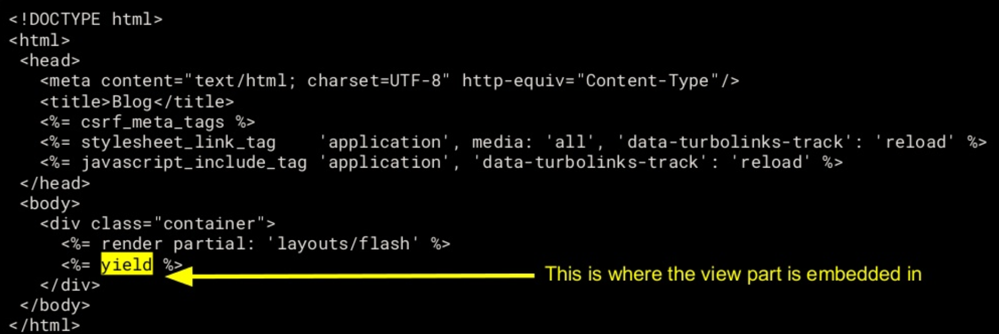 <!DOCTYPE html>
<html>
<head>
<meta content="text/html; charset=UTF-8" http-equiv="Content-Type"/>
<title>Blog</title>
<%= csrf_meta_tags %>
<%= stylesheet_link_tag    'application', media: 'all', 'data-turbolinks-track': 'reload' %>
<%= javascript_include_tag 'application', 'data-turbolinks-track': 'reload' %>
</head>
<body>
<div class="container">
<%= render partial: 'layouts/flash' %>
<%= yield %>
This is where the view part is embedded in
</div>
</body>
</html>